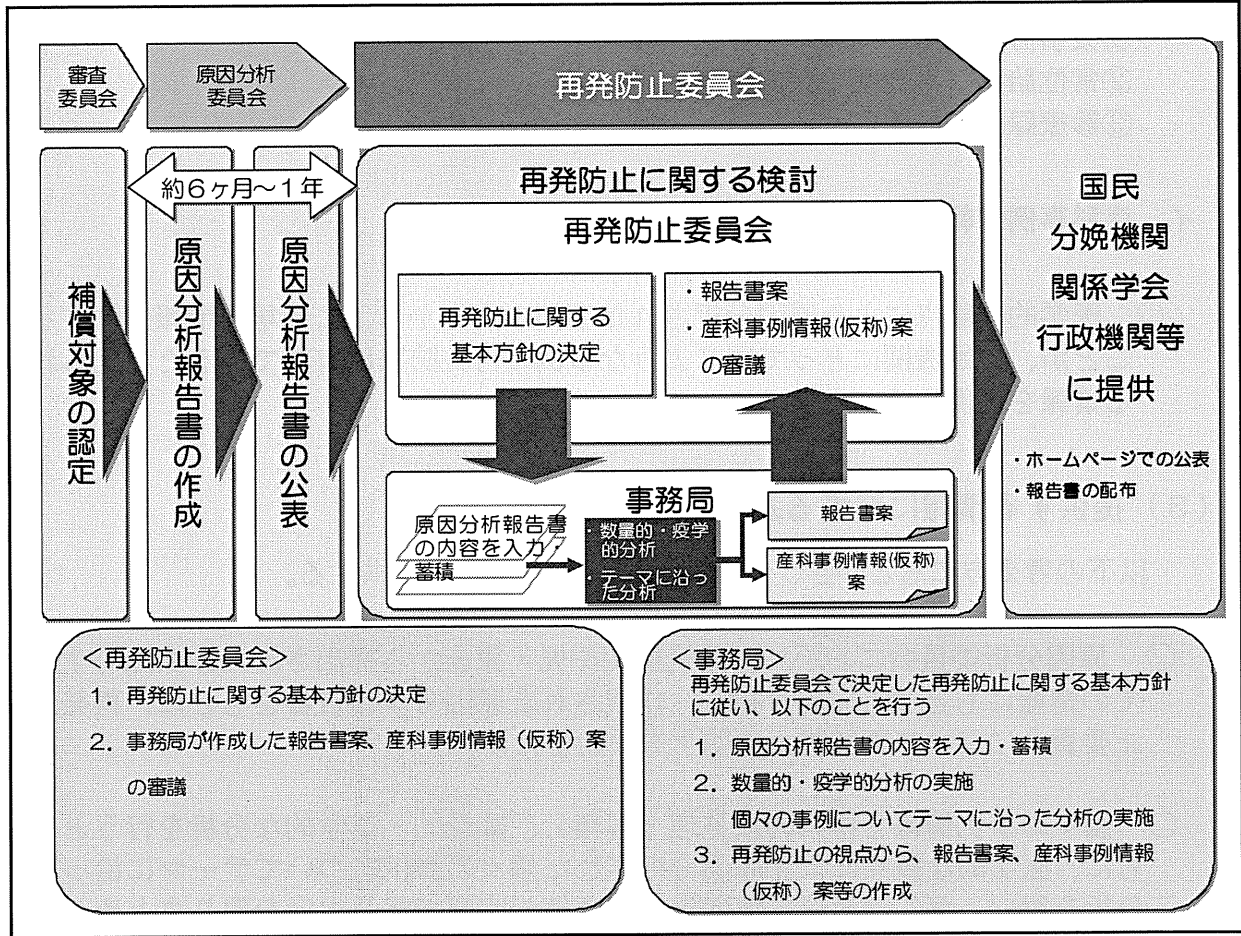 審査
委員会
原因分析
委員会
再発防止委員会
約6ヶ月～1年
補償対象の認定
原因分析報告書の作成
原因分析報告書の公表
再発防止に関する検討
再発防止委員会
再発防止に関する
基本方針の決定
・報告書案
・産科事例情報(仮称)案
の審議
事務局
原因分析報告書
の内容を入力・
蓄積
・数量的・疫学
的分析
・テーマに沿っ
た分析
報告書案
産科事例情報(仮称)
案
国民
分娩機関
関係学会
行政機関等
に提供
・ホームページでの公表
・報告書の配布
＜再発防止委員会＞
1．再発防止に関する基本方針の決定
2．事務局が作成した報告書案、産科事例情報（仮称）案
の審議
＜事務局＞
再発防止委員会で決定した再発防止に関する基本方針
に従い、以下のことを行う
1．原因分析報告書の内容を入力・蓄積
2．数量的・疫学的分析の実施
個々の事例についてテーマに沿った分析の実施
3．再発防止の視点から、報告書案、産科事例情報
（仮称）案等の作成